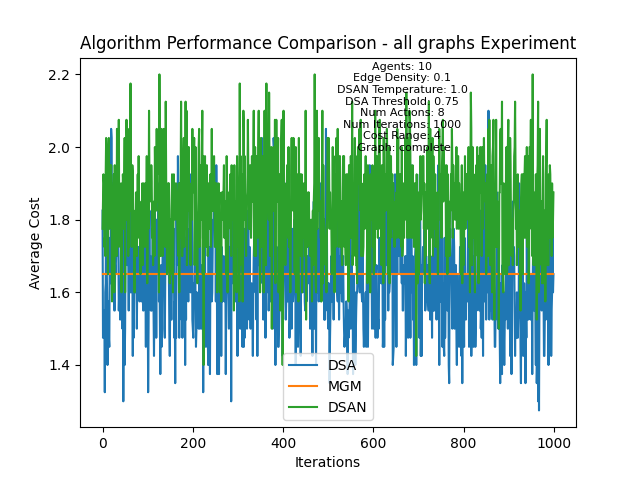 Algorithm Performance Comparison - all graphs Experiment
Agents: 10
Edge Density: 0.1
DSAN Temperature: 1.0
DSA Threshold: 0.75
Num Actions: 8
Num Iterations: 1000
Cost Range: 4
Graph: complete
2.2
2.0
1.8
1.6
1.4
Average Cost
DSA
MGM
DSAN
0
200
400
600
800
1000
Iterations